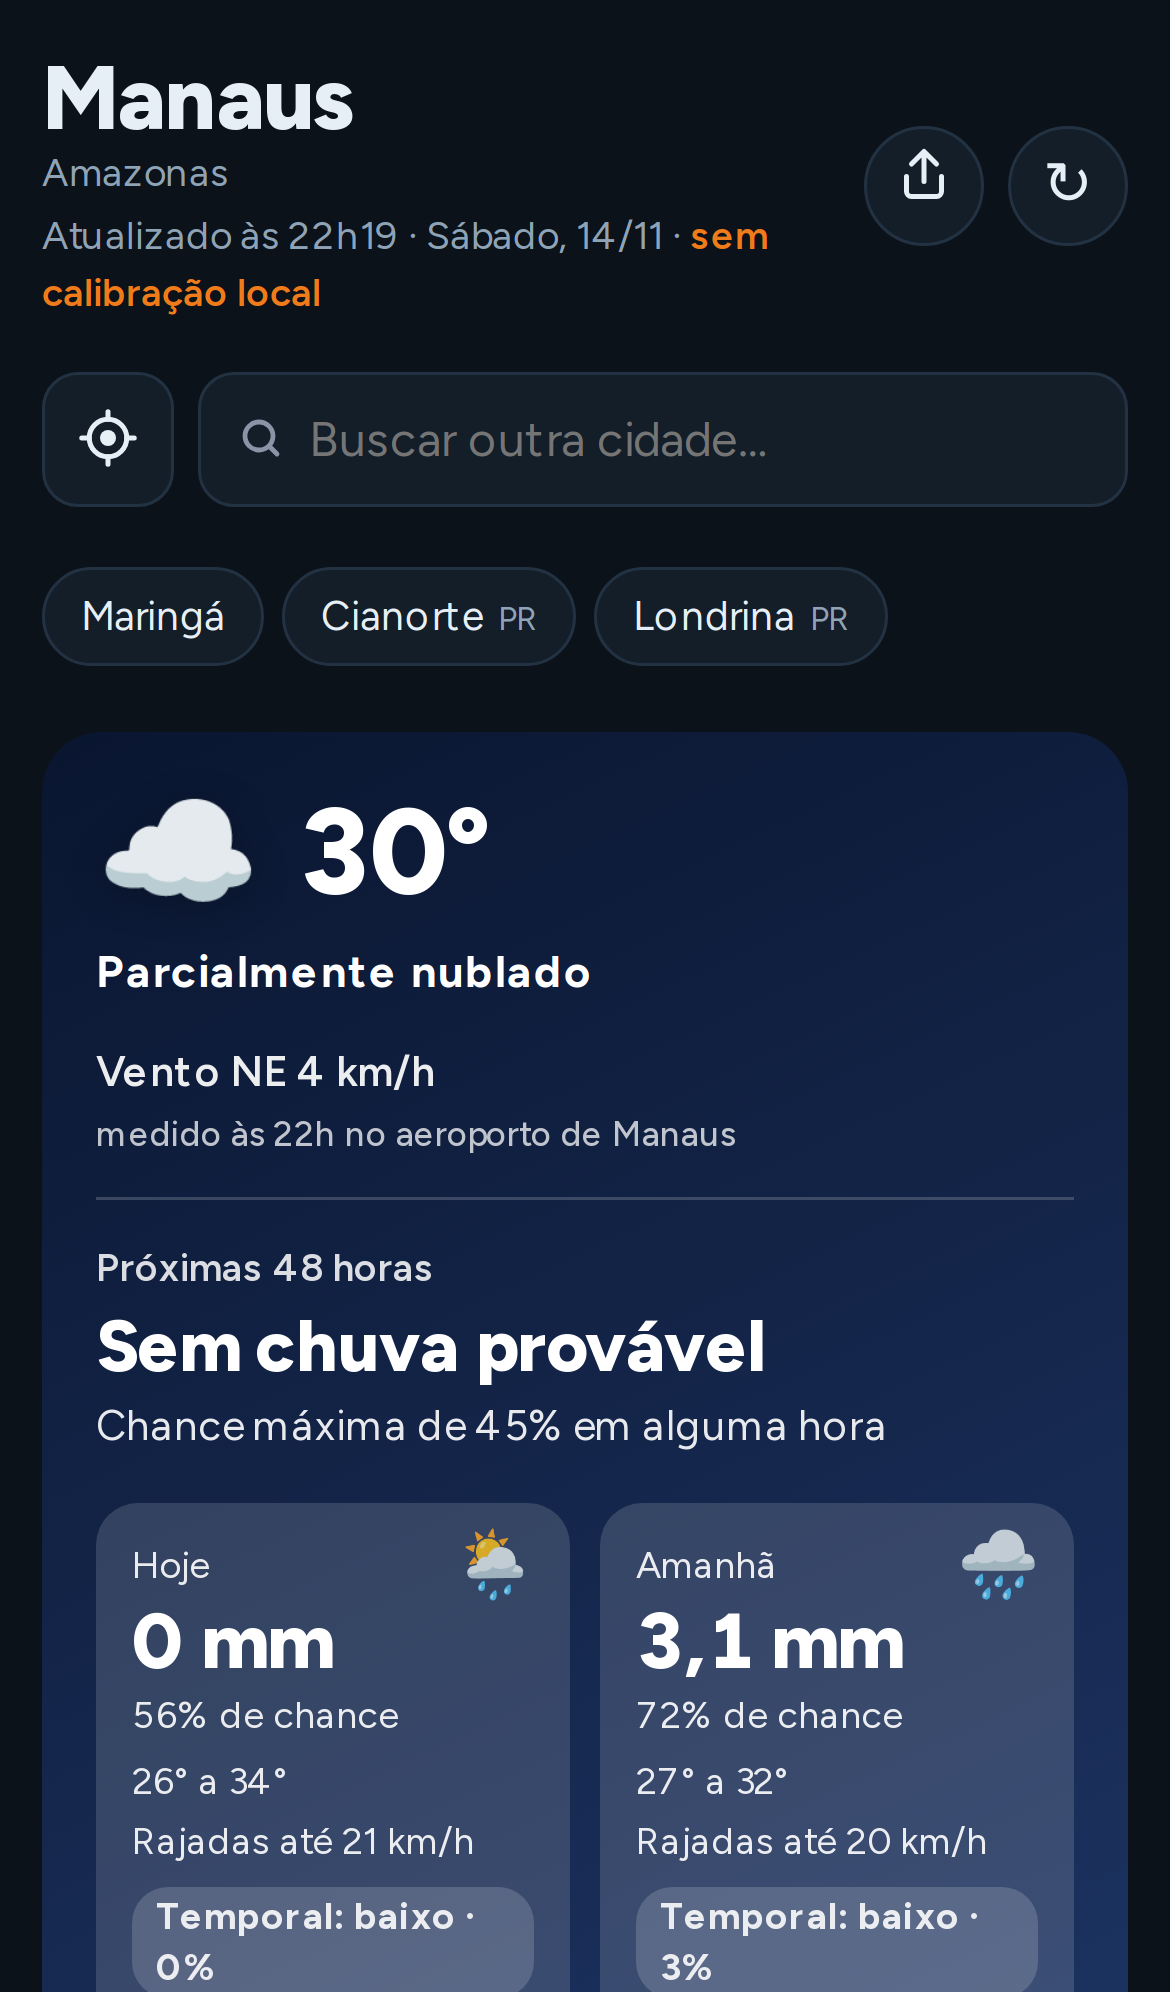 Manaus
Amazonas
Atualizado às 22h19 · Sábado, 14/11 · sem
calibração local
Buscar outra cidade...
Maringá
Cianorte PR
Londrina PR
30°
Parcialmente nublado
Vento NE 4 km/h
medido às 22h no aeroporto de Manaus
Próximas 48 horas
Sem chuva provável
Chance máxima de 45% em alguma hora
Hoje
0 mm
56% de chance
26° a 34°
Rajadas até 21 km/h
Temporal: baixo ·
0%
Amanhã
3,1 mm
72% de chance
27° a 32°
Rajadas até 20 km/h
Temporal: baixo ·
3%